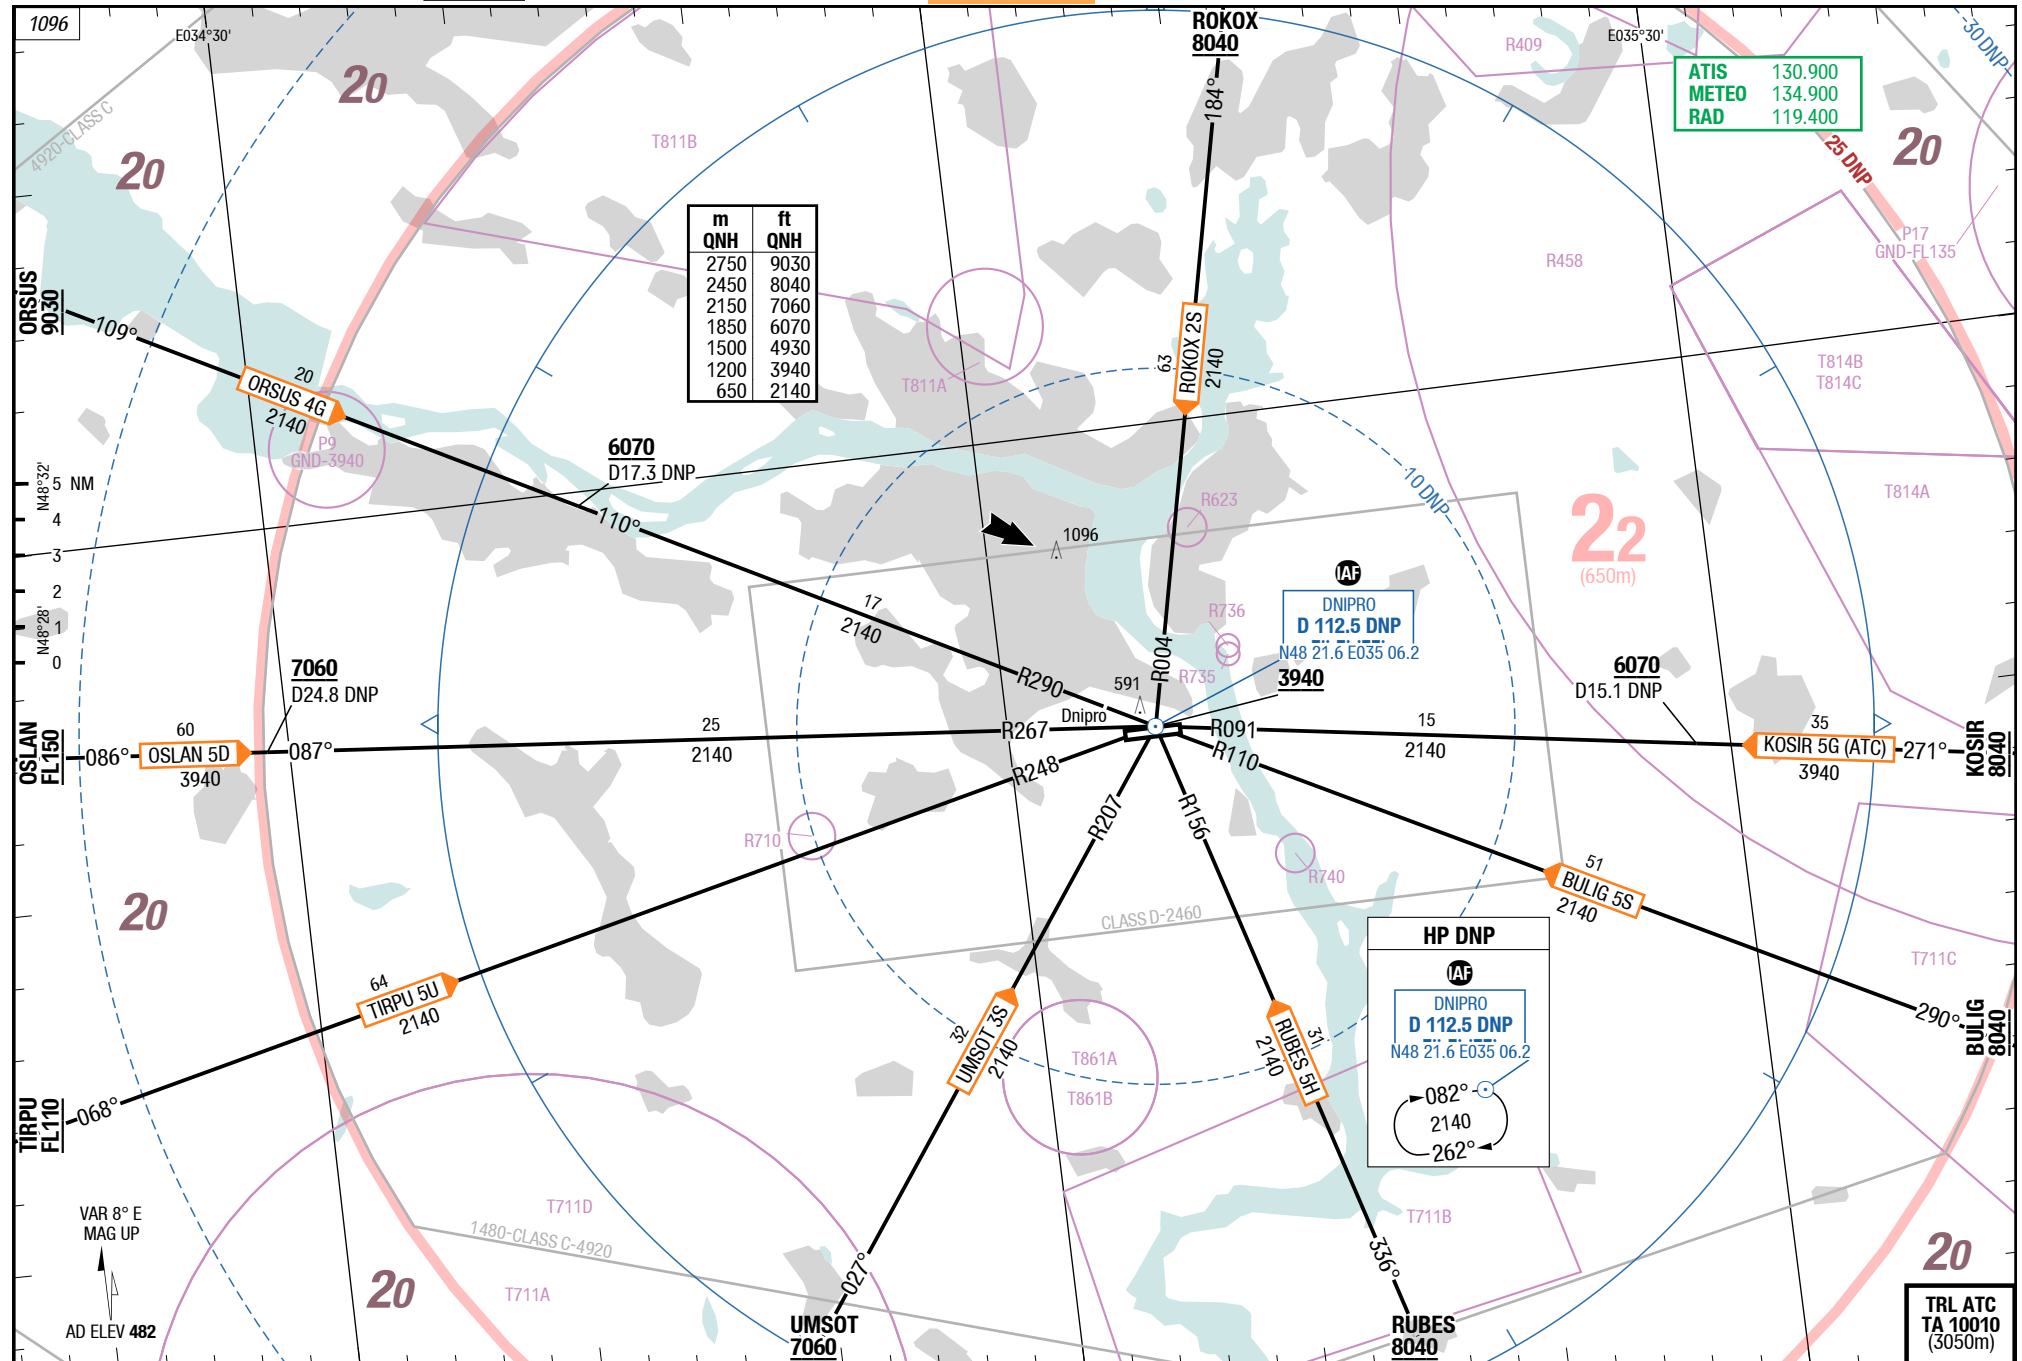 1096
E034°30'
ROKOX
8040
184°
R409
E035°30'
30 DNP
ATIS 130.900
METEO 134.900
RAD 119.400
4920-CLASS C
20
20
T811B
25 DNP
20
P17
GND-FL135
m ft
QNH QNH
2750 9030
2450 8040
2150 7060
1850 6070
1500 4930
1200 3940
650 2140
R458
ORSUS
9030
109°
20
ORSUS 4G
2140
P9
GND-3940
T811A
63
ROKOX 2S
2140
T814B
T814C
T814A
6070
D17.3 DNP
110°
10 DNP
R623
1096
22
(650m)
N48°32'
5 NM
4
3
2
1
0
N48°28'
17
2140
IAF
DNIPRO
D 112.5 DNP
N48 21.6 E035 06.2
R736
R735
R004
3940
6070
D15.1 DNP
7060
D24.8 DNP
R290
591
Dnipro
OSLAN
FL150
086°
60
OSLAN 5D
3940
087°
25
2140
R267
R091
15
2140
35
KOSIR 5G (ATC)
3940
271°
KOSIR
8040
R248
R110
R207
R156
R710
R740
51
BULIG 5S
2140
20
CLASS D-2460
HP DNP
IAF
DNIPRO
D 112.5 DNP
N48 21.6 E035 06.2
082°
2140
262°
T711C
290°
BULIG
8040
64
TIRPU 5U
2140
32
UMSOT 3S
2140
T861A
T861B
31
RUBES 5H
2140
TIRPU
FL110
068°
VAR 8° E
MAG UP
AD ELEV 482
T711D
1480-CLASS C-4920
T711A
20
027°
UMSOT
7060
336°
RUBES
8040
T711B
20
TRL ATC
TA 10010
(3050m)